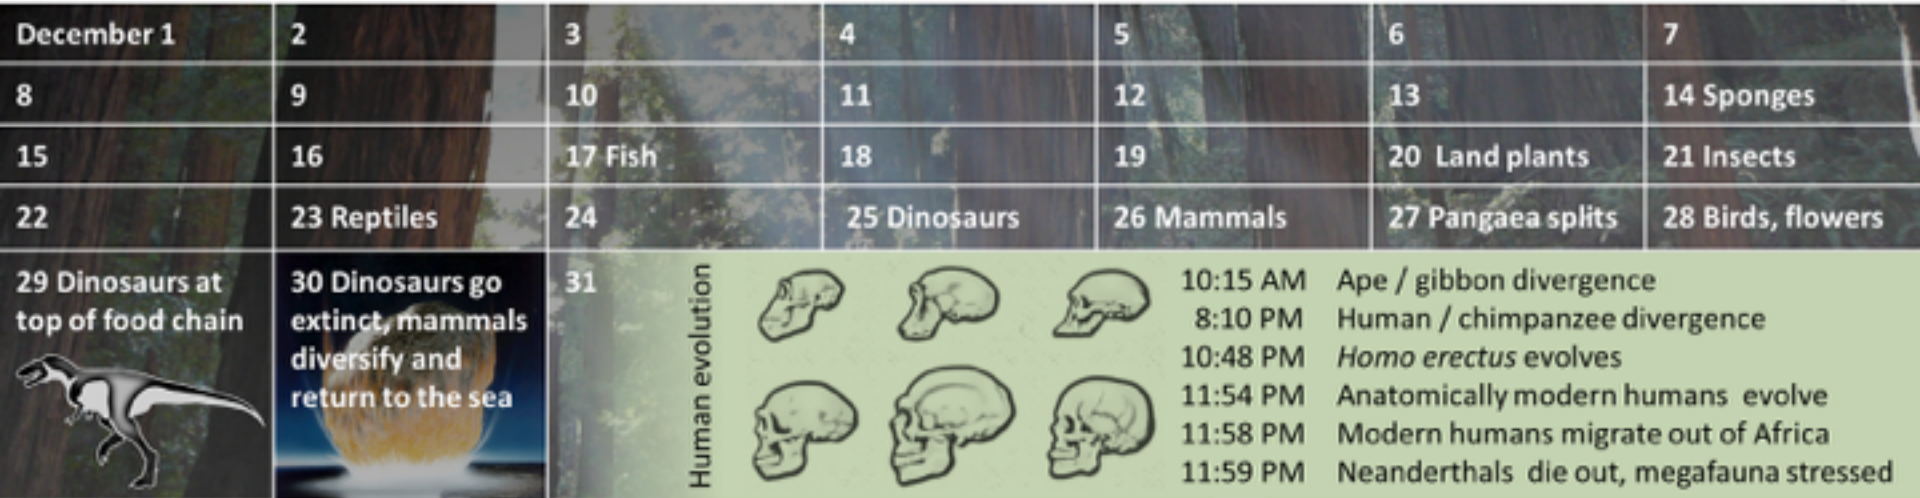 December 1
2
3
4
5
6
7
8
9
10
11
12
13
14 Sponges
15
16
17 Fish
18
19
20 Land plants
21 Insects
22
23 Reptiles
24
25 Dinosaurs
26 Mammals
27 Pangaea splits
28 Birds, flowers
29 Dinosaurs at
top of food chain
30 Dinosaurs go
extinct, mammals
diversify and
return to the sea
31
Human evolution
10:15 AM Ape / gibbon divergence
8:10 PM Human / chimpanzee divergence
10:48 PM Homo erectus evolves
11:54 PM Anatomically modern humans evolve
11:58 PM Modern humans migrate out of Africa
11:59 PM Neanderthals die out, megafauna stressed